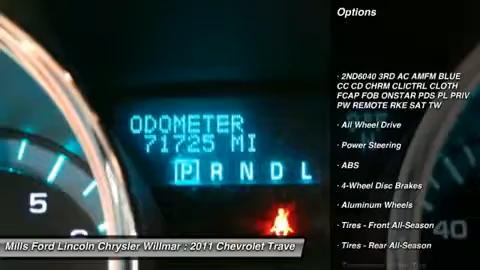 Options
· 2ND6040 3RD AC AMFM BLUE
CC CD CHRM CLICTRL CLOTH
FCAP FOB ONSTAR PDS PL PRIV
PW REMOTE RKE SAT TW
· All Wheel Drive
· Power Steering
· ABS
· 4-Wheel Disc Brakes
· Aluminum Wheels
· Tires - Front All-Season
· Tires - Rear All-Season
ODOMETER
71725 MI
P R N D L
5
40
Mills Ford Lincoln Chrysler Willmar : 2011 Chevrolet Trave